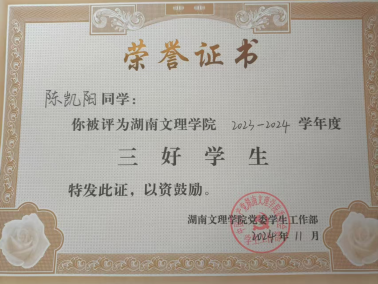 荣誉证书
陈凯阳同学：
你被评为湖南文理学院 2023-2024 学年度
三好学生
特发此证，以资鼓励。
湖南文理学院党委学生工作部
2024年11月